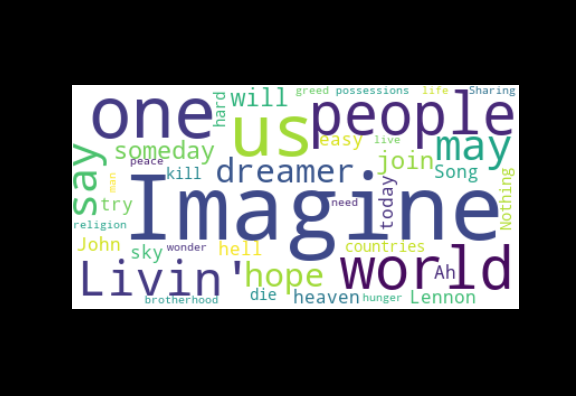 greed possessions life Sharing
one hard will us people
say someday easy live may
peace kill dreamer join Song
man try Imagine need today Nothing
religion
John sky wonder hell countries
Livin' hope world Ah
brotherhood die heaven hunger Lennon